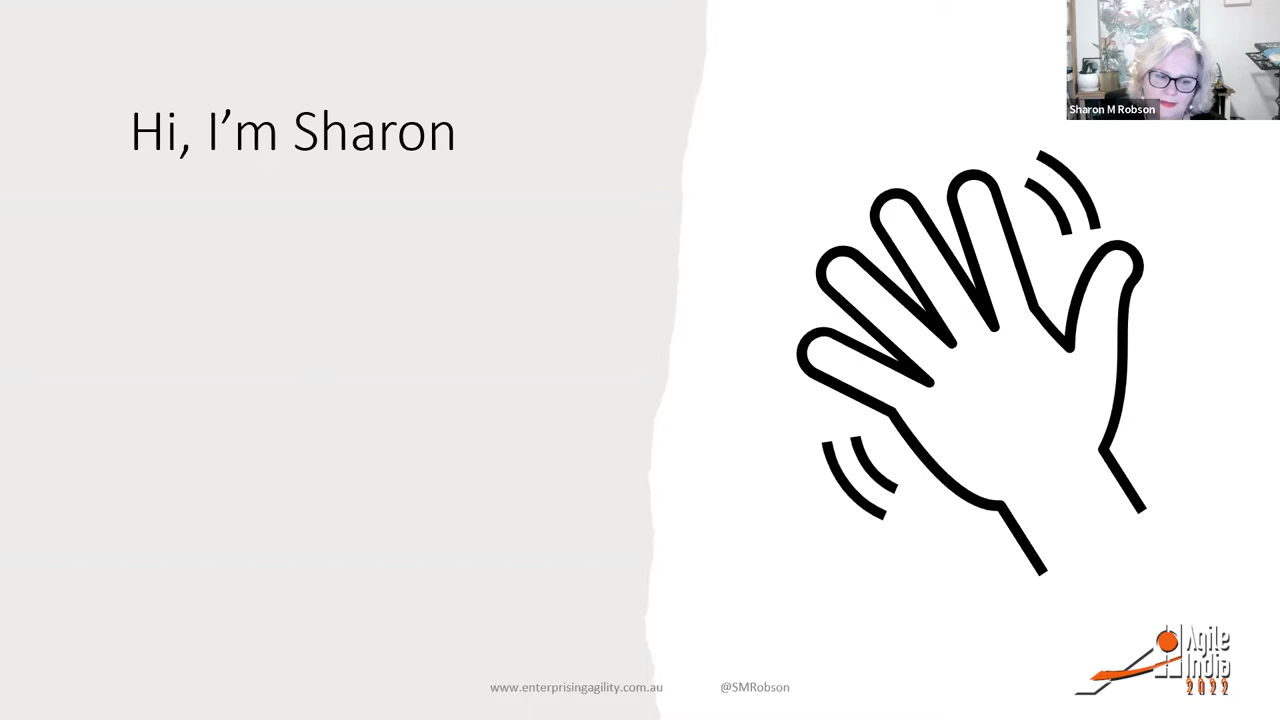 Hi, I'm Sharon
Sharon M Robson
www.enterprisingagility.com.au
@SMRobson
Agile
India
2022